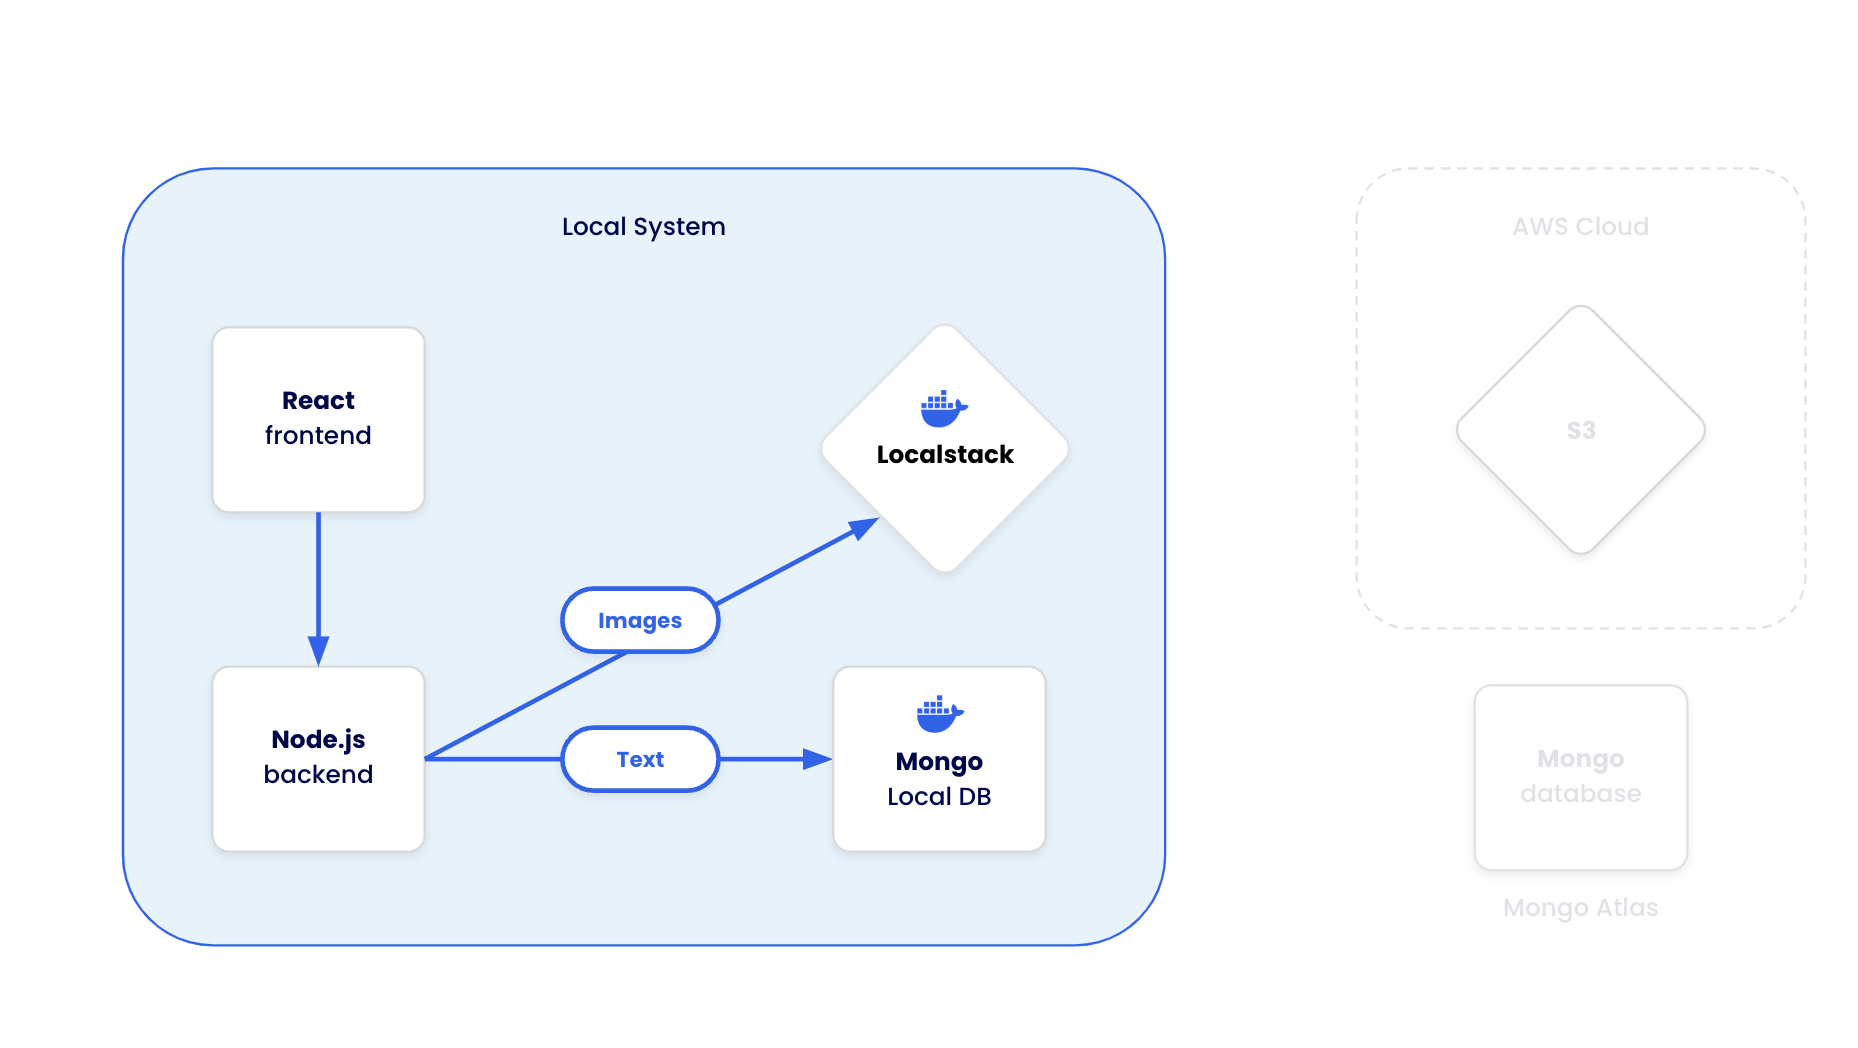 Local System
React
frontend
Localstack
Images
Node.js
backend
Text
Mongo
Local DB
AWS Cloud
S3
Mongo
database
Mongo Atlas